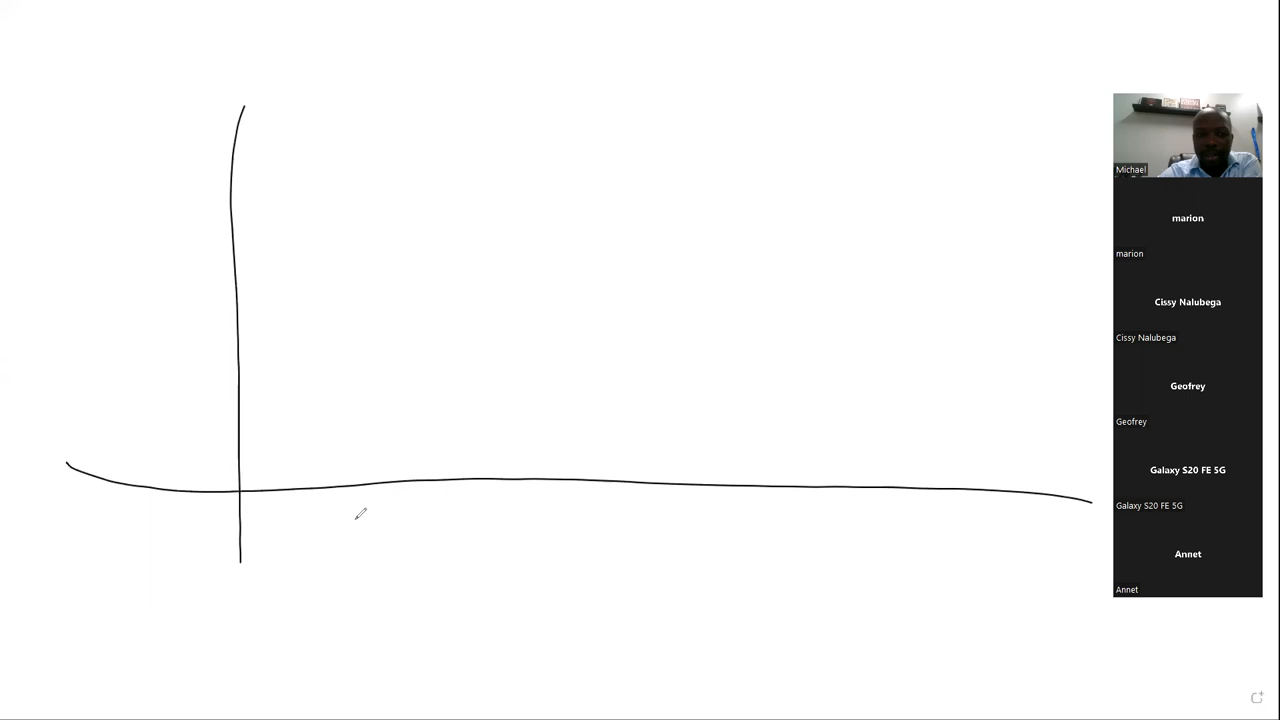 Michael
marion
marion
Cissy Nalubega
Cissy Nalubega
Geofrey
Geofrey
Galaxy S20 FE 5G
Galaxy S20 FE 5G
Annet
Annet